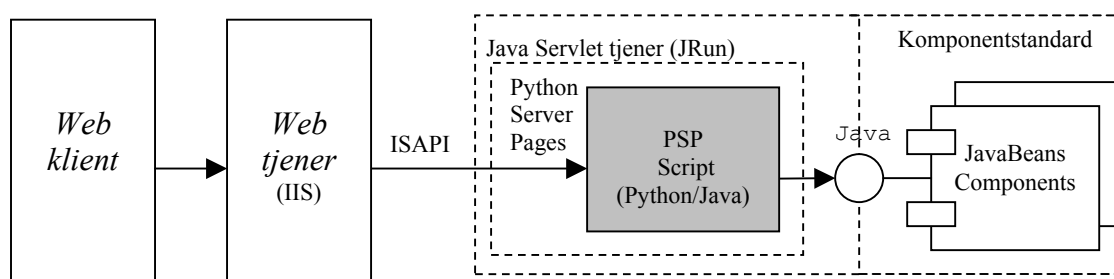 Web
klient
Web
tjener
(IIS)
ISAPI
Java Servlet tjener (JRun)
Python
Server
Pages
PSP
Script
(Python/Java)
Java
Komponentstandard
JavaBeans
Components